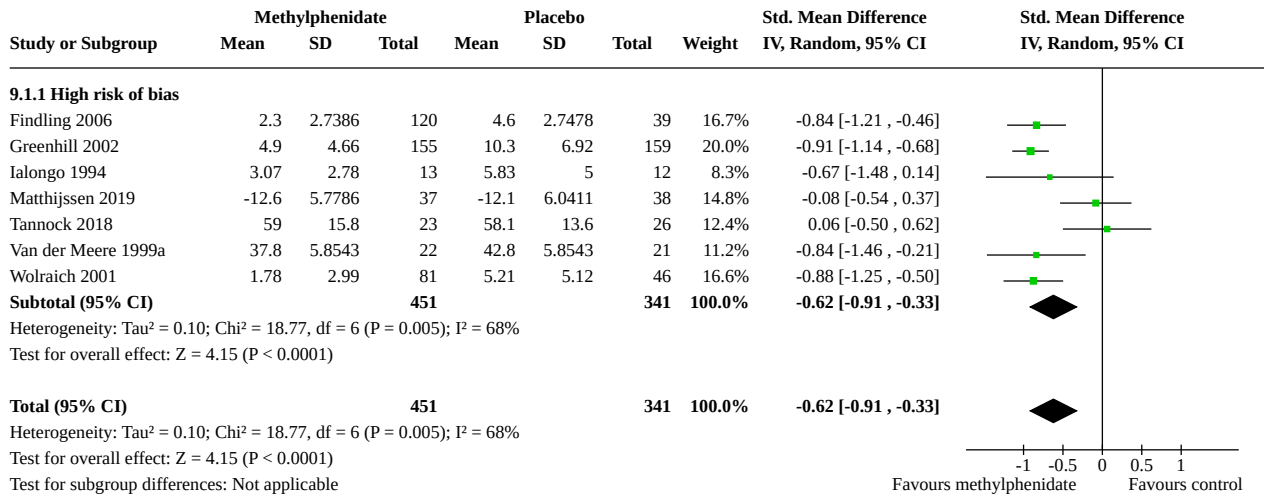 Methylphenidate Placebo Std. Mean Difference Std. Mean Difference
Study or Subgroup Mean SD Total Mean SD Total Weight IV, Random, 95% CI IV, Random, 95% CI
9.1.1 High risk of bias
Findling 2006 2.3 2.7386 120 4.6 2.7478 39 16.7% -0.84 [-1.21 , -0.46]
Greenhill 2002 4.9 4.66 155 10.3 6.92 159 20.0% -0.91 [-1.14 , -0.68]
Ialongo 1994 3.07 2.78 13 5.83 5 12 8.3% -0.67 [-1.48 , 0.14]
Matthijssen 2019 -12.6 5.7786 37 -12.1 6.0411 38 14.8% -0.08 [-0.54 , 0.37]
Tannock 2018 59 15.8 23 58.1 13.6 26 12.4% 0.06 [-0.50 , 0.62]
Van der Meere 1999a 37.8 5.8543 22 42.8 5.8543 21 11.2% -0.84 [-1.46 , -0.21]
Wolraich 2001 1.78 2.99 81 5.21 5.12 46 16.6% -0.88 [-1.25 , -0.50]
Subtotal (95% CI) 451 341 100.0% -0.62 [-0.91 , -0.33]
Heterogeneity: Tau² = 0.10; Chi² = 18.77, df = 6 (P = 0.005); I² = 68%
Test for overall effect: Z = 4.15 (P < 0.0001)
Total (95% CI) 451 341 100.0% -0.62 [-0.91 , -0.33]
Heterogeneity: Tau² = 0.10; Chi² = 18.77, df = 6 (P = 0.005); I² = 68%
Test for overall effect: Z = 4.15 (P < 0.0001)
-1 -0.5 0 0.5 1
Test for subgroup differences: Not applicable
Favours methylphenidate Favours control